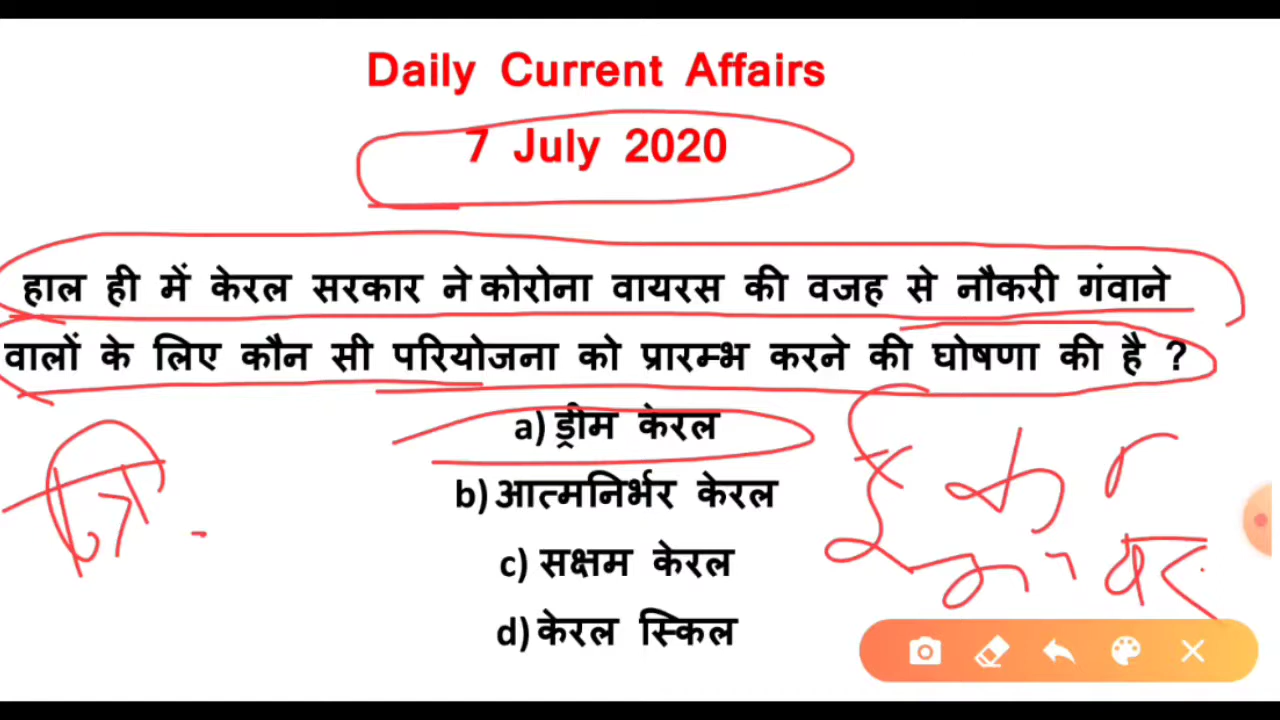 Daily Current Affairs
7 July 2020
हाल ही में केरल सरकार ने कोरोना वायरस की वजह से नौकरी गंवाने
वालों के लिए कौन सी परियोजना को प्रारम्भ करने की घोषणा की है ?
a) ड्रीम केरल
b) आत्मनिर्भर केरल
c) सक्षम केरल
d) केरल स्किल